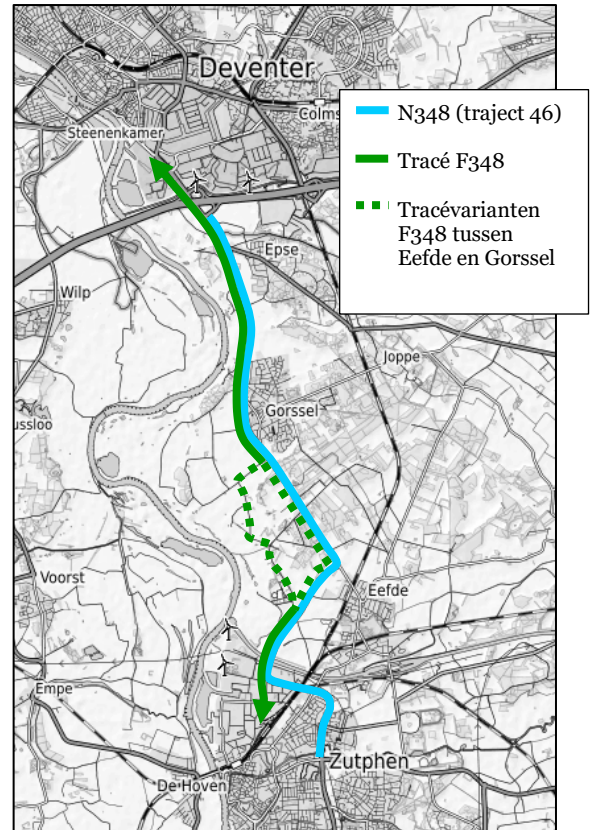 Deventer
Colms
Steenenkamer
N348 (traject 46)
Tracé F348
Tracévarianten
F348 tussen
Eefde en Gorssel
Epse
Wilp
Joppe
Gorssel
ussloo
Voorst
Eefde
Empe
Zutphen
De Hoven